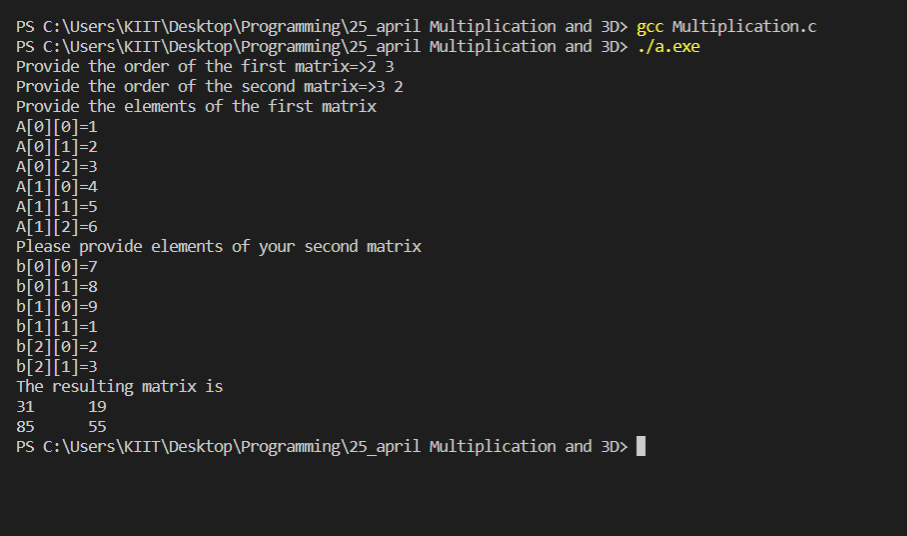 PS C:\Users\KIIT\Desktop\Programming\25_april Multiplication and 3D> gcc Multiplication.c
PS C:\Users\KIIT\Desktop\Programming\25_april Multiplication and 3D> ./a.exe
Provide the order of the first matrix=>2 3
Provide the order of the second matrix=>3 2
Provide the elements of the first matrix
A[0][0]=1
A[0][1]=2
A[0][2]=3
A[1][0]=4
A[1][1]=5
A[1][2]=6
Please provide elements of your second matrix
b[0][0]=7
b[0][1]=8
b[1][0]=9
b[1][1]=1
b[2][0]=2
b[2][1]=3
The resulting matrix is
31      19
85      55
PS C:\Users\KIIT\Desktop\Programming\25_april Multiplication and 3D>